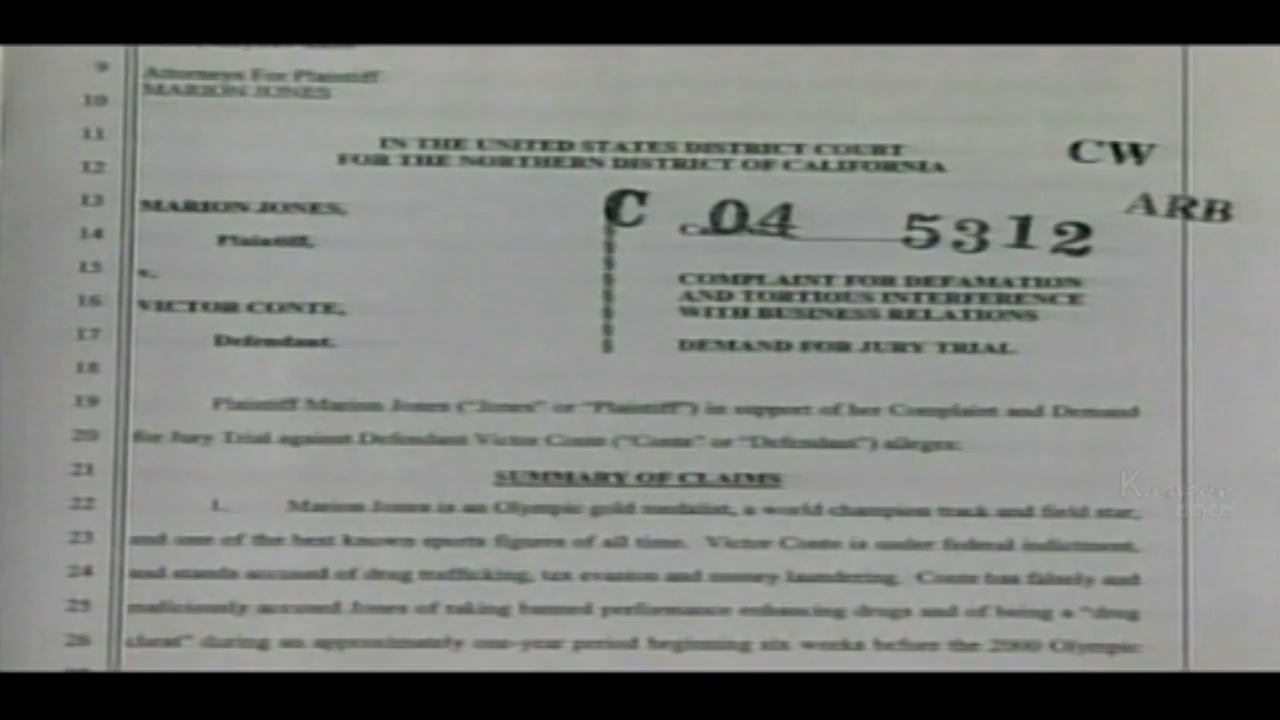 9
Attorneys For Plaintiff
MARION JONES
10
11
IN THE UNITED STATES DISTRICT COURT
12
FOR THE NORTHERN DISTRICT OF CALIFORNIA
CW
ARB
13
MARION JONES,
C 04 5312
14
Plaintiff,
15
v.
COMPLAINT FOR DEFAMATION
16
AND TORTIOUS INTERFERENCE
VICTOR CONTE,
WITH BUSINESS RELATIONS
17
Defendant.
DEMAND FOR JURY TRIAL
18
19 Plaintiff Marion Jones ("Jones" or "Plaintiff") in support of her Complaint and Demand
20 for Jury Trial against Defendant Victor Conte ("Conte" or "Defendant") alleges:
21 SUMMARY OF CLAIMS
22 1. Marion Jones is an Olympic gold medalist, a world champion track and field star,
23 and one of the best known sports figures of all time. Victor Conte is under federal indictment,
24 and stands accused of drug trafficking, tax evasion and money laundering. Conte has falsely and
25 maliciously accused Jones of taking banned performance enhancing drugs and of being a "drug
26 cheat" during an approximately one-year period beginning six weeks before the 2000 Olympic